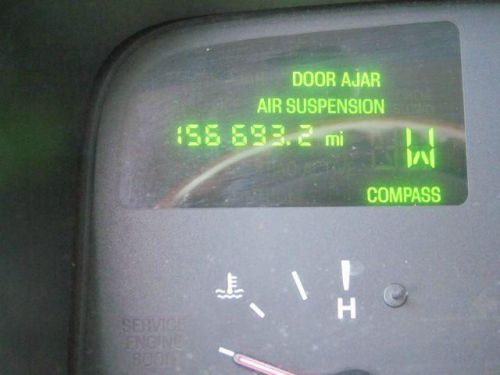 DOOR AJAR
AIR SUSPENSION
156 693.2 mi W
COMPASS
H
SERVICE
ENGINE
SOON